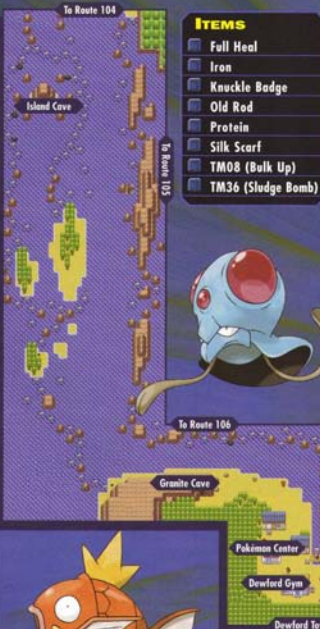 To Route 104
ITEMS
Full Heal
Iron
Knuckle Badge
Old Rod
Protein
Silk Scarf
TM08 (Bulk Up)
TM36 (Sludge Bomb)
Island Cave
To Route 105
To Route 106
Granite Cave
Pokémon Center
Dewford Gym